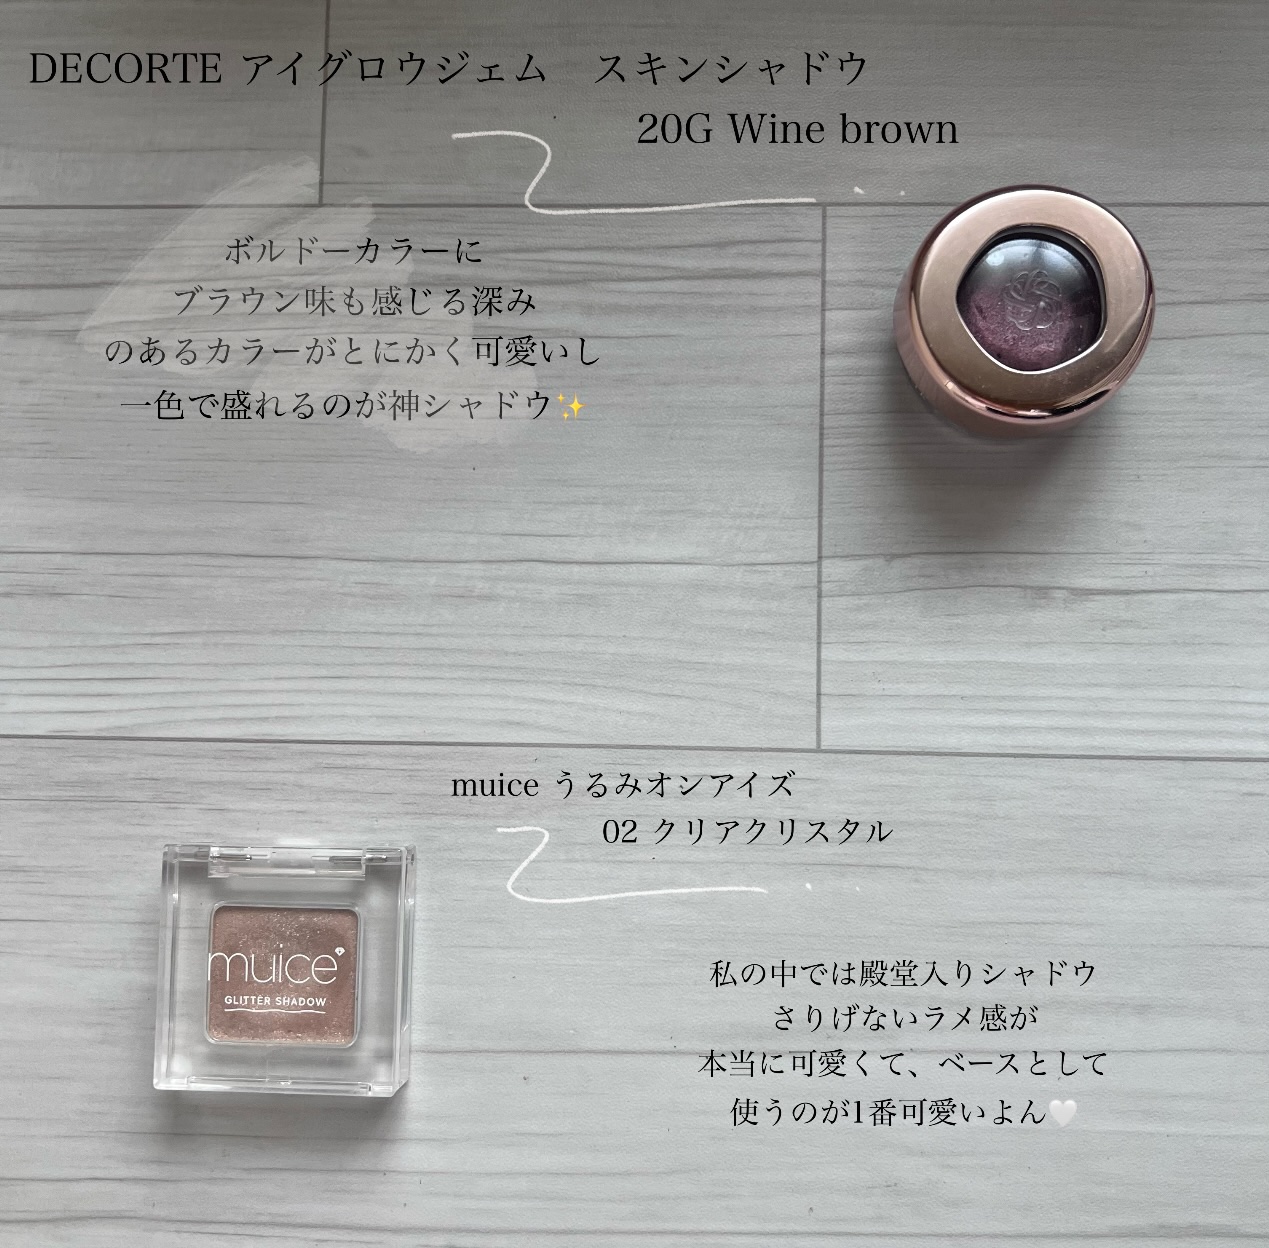 DECORTE アイグロウジェム　スキンシャドウ
20G Wine brown
ボルドーカラーに
ブラウン味も感じる深み
のあるカラーがとにかく可愛いし
一色で盛れるのが神シャドウ✨
muice うるみオンアイズ
02 クリアクリスタル
muice
GLITTER SHADOW
私の中では殿堂入りシャドウ
さりげないラメ感が
本当に可愛くて、ベースとして
使うのが1番可愛いよん🤍